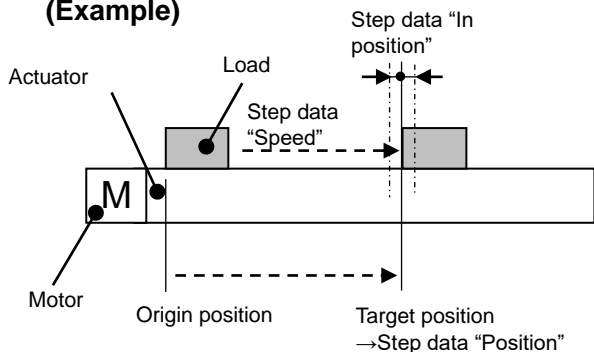 (Example)
Step data “In
position”
Load
Actuator
Step data
“Speed”
M
Motor
Origin position
Target position
→Step data “Position”